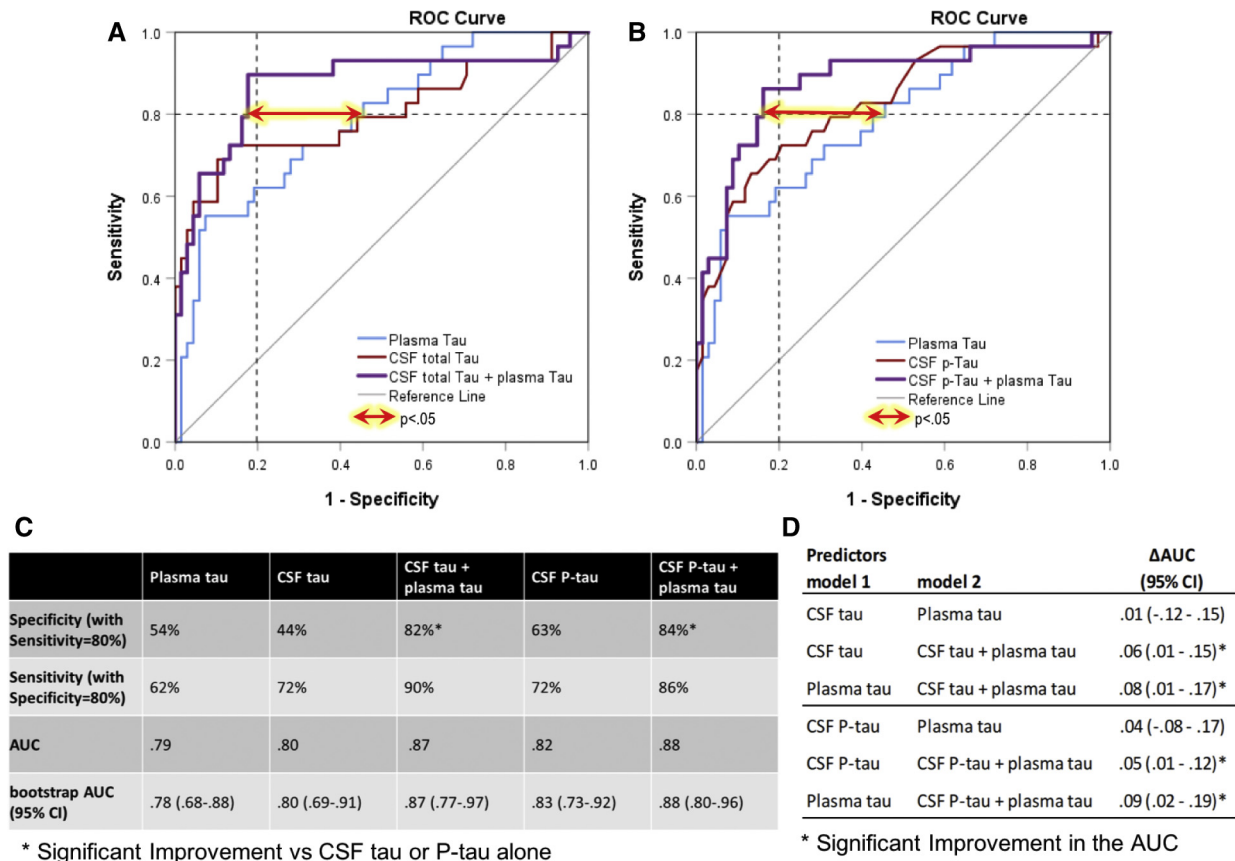 A
ROC Curve
1.0
0.8
0.6
0.4
0.2
0.0
Sensitivity
Plasma Tau
CSF total Tau
CSF total Tau + plasma Tau
Reference Line
p<.05
0.0 0.2 0.4 0.6 0.8 1.0
1 - Specificity
B
ROC Curve
1.0
0.8
0.6
0.4
0.2
0.0
Sensitivity
Plasma Tau
CSF p-Tau
CSF p-Tau + plasma Tau
Reference Line
p<.05
0.0 0.2 0.4 0.6 0.8 1.0
1 - Specificity
C
Plasma tau CSF tau CSF tau + plasma tau CSF P-tau CSF P-tau + plasma tau
Specificity (with Sensitivity=80%) 54% 44% 82%* 63% 84%*
Sensitivity (with Specificity=80%) 62% 72% 90% 72% 86%
AUC .79 .80 .87 .82 .88
bootstrap AUC (95% CI) .78 (.68-.88) .80 (.69-.91) .87 (.77-.97) .83 (.73-.92) .88 (.80-.96)
* Significant Improvement vs CSF tau or P-tau alone
D
Predictors ΔAUC
model 1 model 2 (95% CI)
CSF tau Plasma tau .01 (-.12 - .15)
CSF tau CSF tau + plasma tau .06 (.01 - .15)*
Plasma tau CSF tau + plasma tau .08 (.01 - .17)*
CSF P-tau Plasma tau .04 (-.08 - .17)
CSF P-tau CSF P-tau + plasma tau .05 (.01 - .12)*
Plasma tau CSF P-tau + plasma tau .09 (.02 - .19)*
* Significant Improvement in the AUC